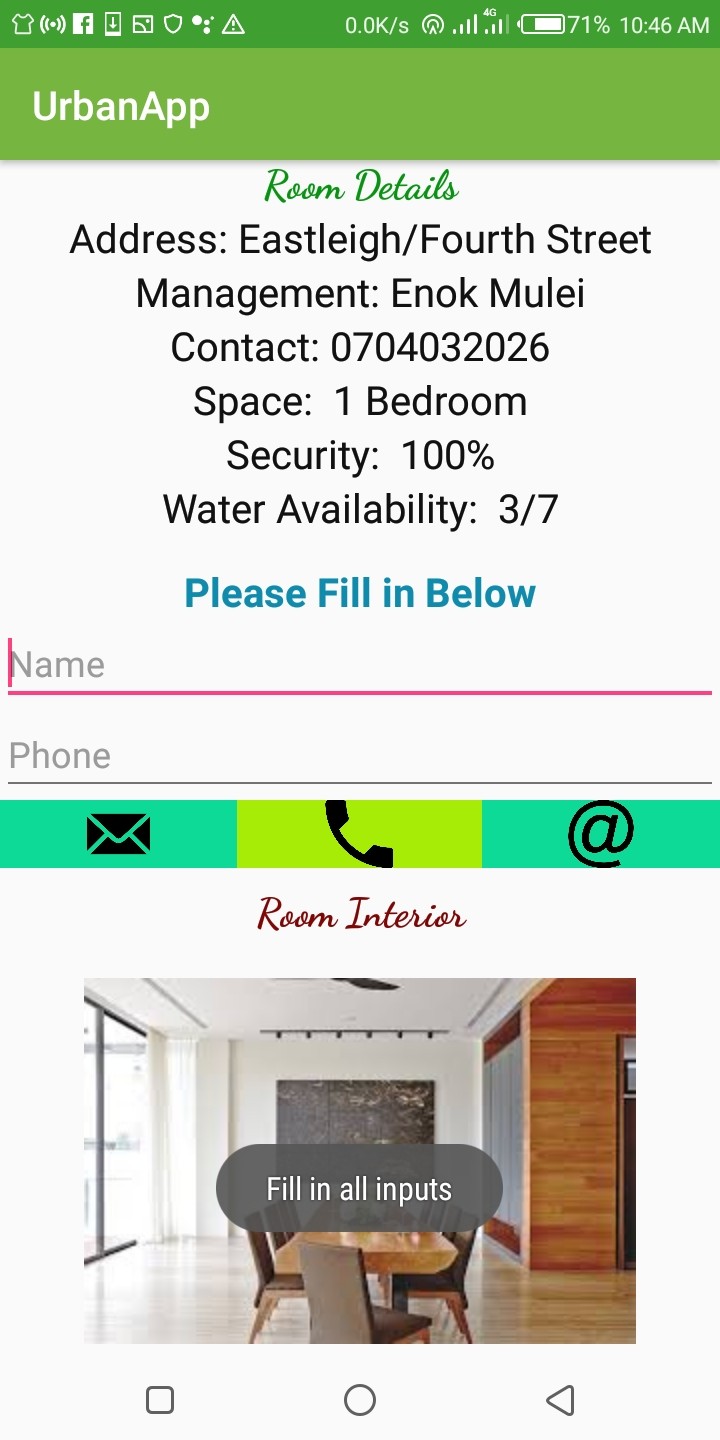 0.0K/s 4G 71% 10:46 AM
UrbanApp
Room Details
Address: Eastleigh/Fourth Street
Management: Enok Mulei
Contact: 0704032026
Space:  1 Bedroom
Security:  100%
Water Availability:  3/7
Please Fill in Below
Name
Phone
@
Room Interior
Fill in all inputs